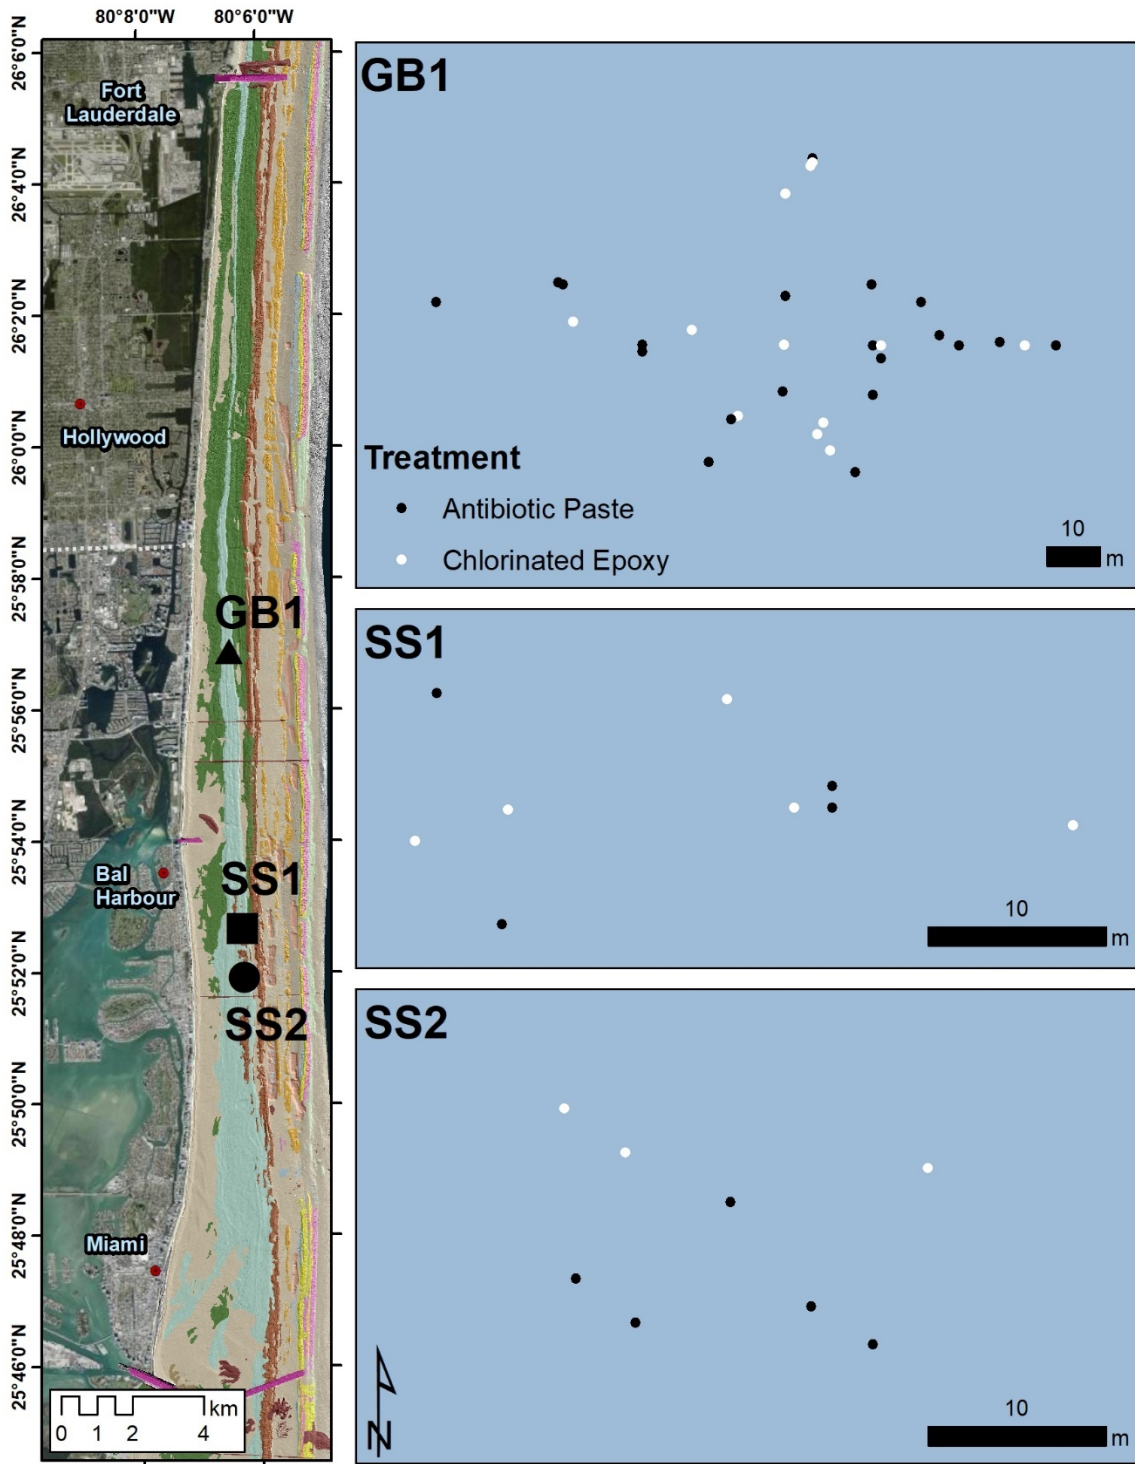 80°8'0"W 80°6'0"W
26°6'0"N
26°4'0"N
26°2'0"N
26°0'0"N
25°58'0"N
25°56'0"N
25°54'0"N
25°52'0"N
25°50'0"N
25°48'0"N
25°46'0"N
Fort
Lauderdale
Hollywood
GB1
SS1
Bal
Harbour
SS2
Miami
km
0 1 2 4
GB1
Treatment
Antibiotic Paste
Chlorinated Epoxy
10
m
SS1
10
m
SS2
N
10
m